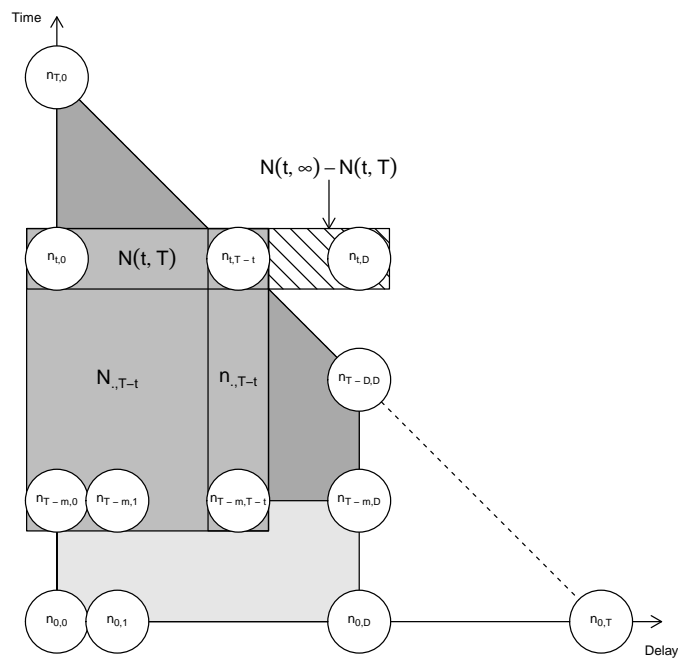 Time
n_{T,0}
N(t, ∞) − N(t, T)
n_{t,0} N(t, T) n_{t,T−t} n_{t,D}
N_{.,T−t} n_{.,T−t} n_{T−D,D}
n_{T−m,0} n_{T−m,1} n_{T−m,T−t} n_{T−m,D}
n_{0,0} n_{0,1} n_{0,D} n_{0,T}
Delay